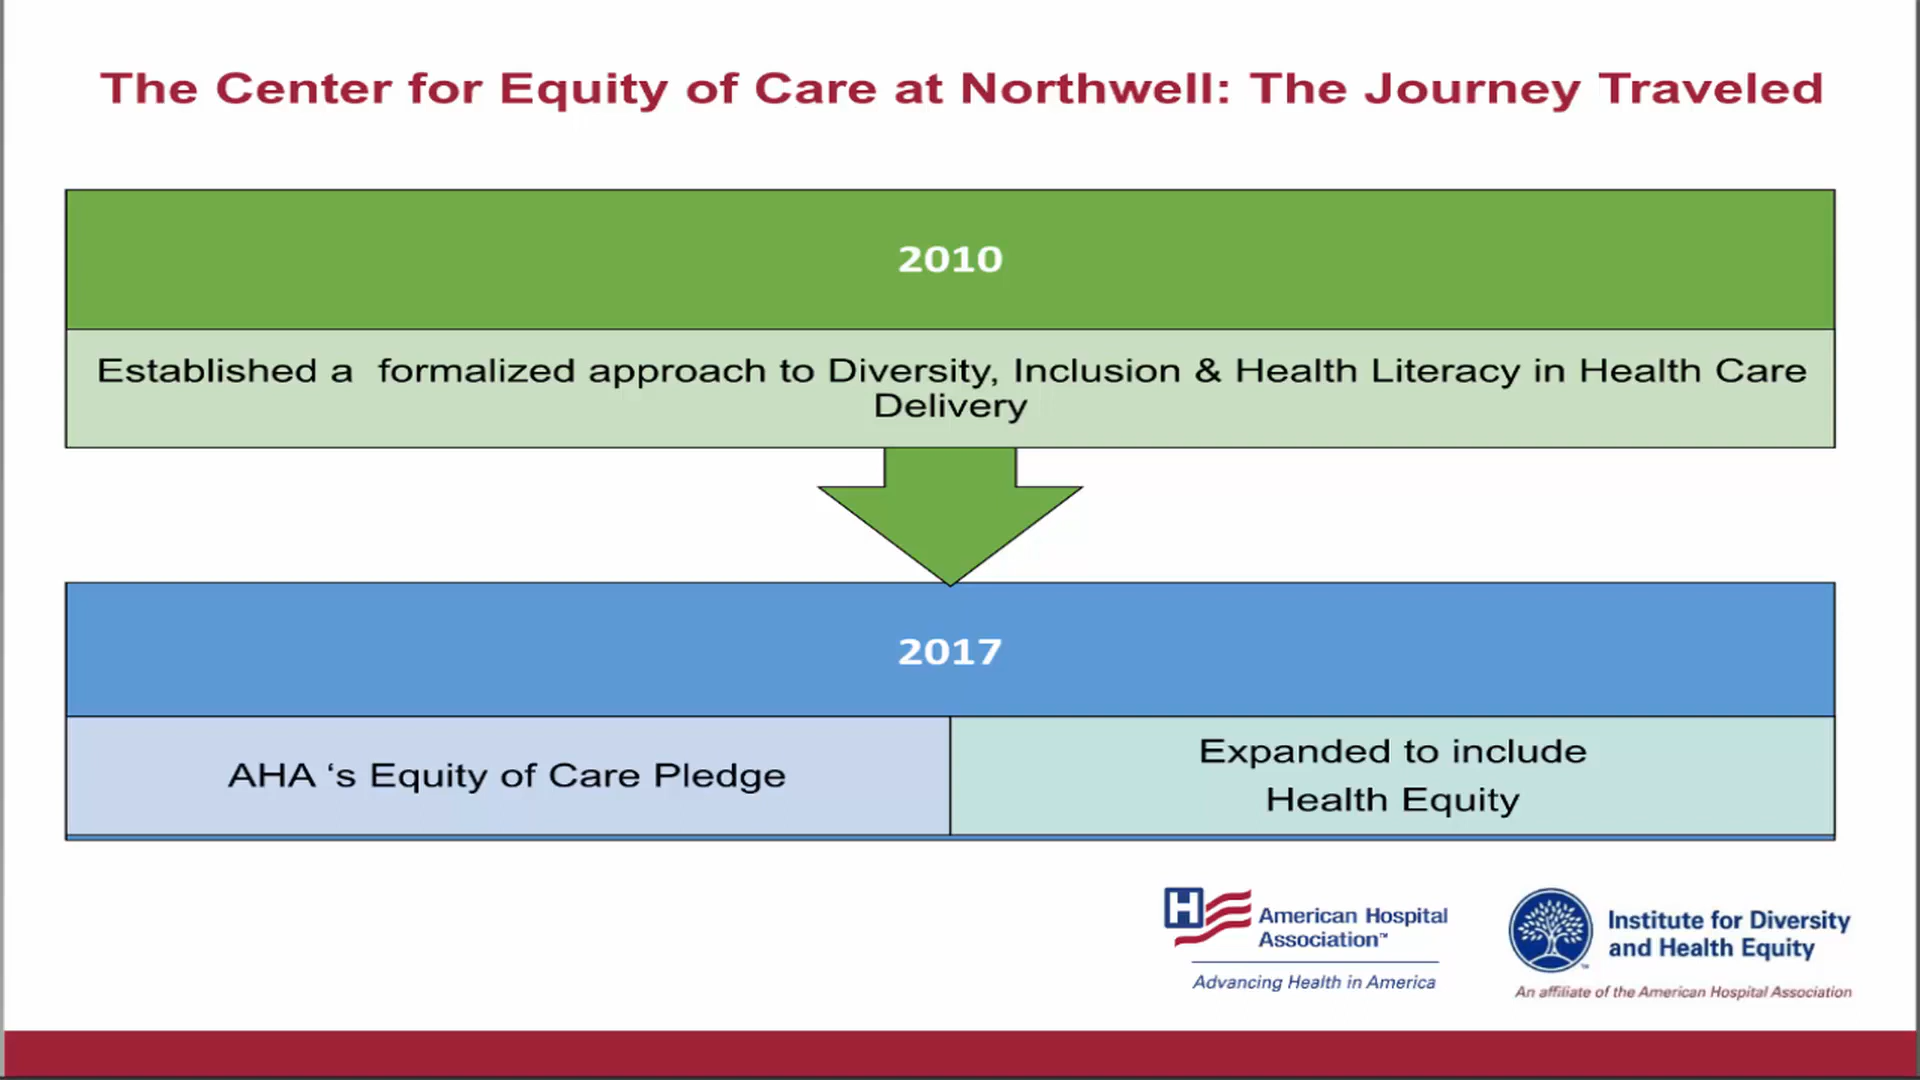 The Center for Equity of Care at Northwell: The Journey Traveled
2010
Established a  formalized approach to Diversity, Inclusion & Health Literacy in Health Care
Delivery
2017
AHA ‘s Equity of Care Pledge
Expanded to include
Health Equity
H
American Hospital
Association™
Advancing Health in America
Institute for Diversity
and Health Equity
An affiliate of the American Hospital Association